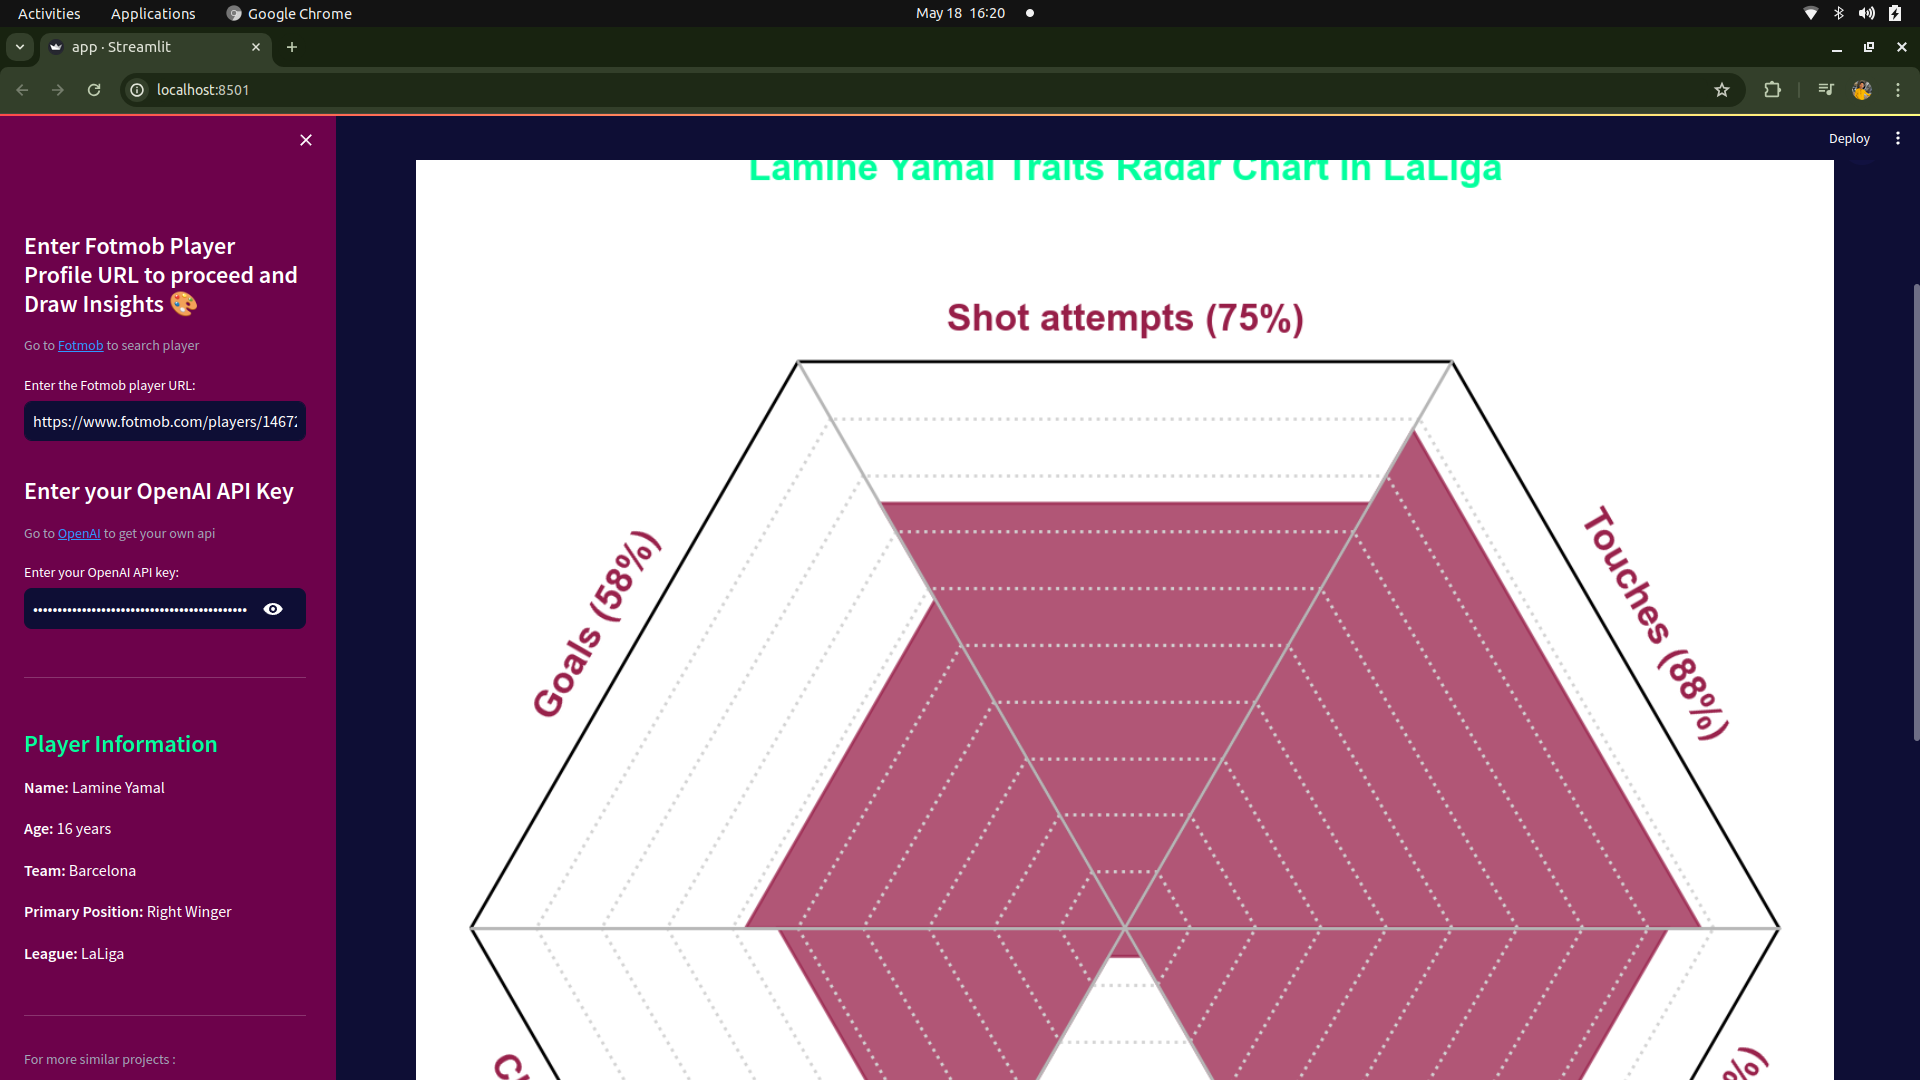 Activities
Applications
Google Chrome
May 18 16:20
app · Streamlit
localhost:8501
Deploy
Enter Fotmob Player
Profile URL to proceed and
Draw Insights 🎨
Go to Fotmob to search player
Enter the Fotmob player URL:
https://www.fotmob.com/players/1467
Enter your OpenAI API Key
Go to OpenAI to get your own api
Enter your OpenAI API key:
Player Information
Name: Lamine Yamal
Age: 16 years
Team: Barcelona
Primary Position: Right Winger
League: LaLiga
For more similar projects :
Lamine Yamal Traits Radar Chart in LaLiga
Shot attempts (75%)
Goals (58%)
Touches (88%)
%)